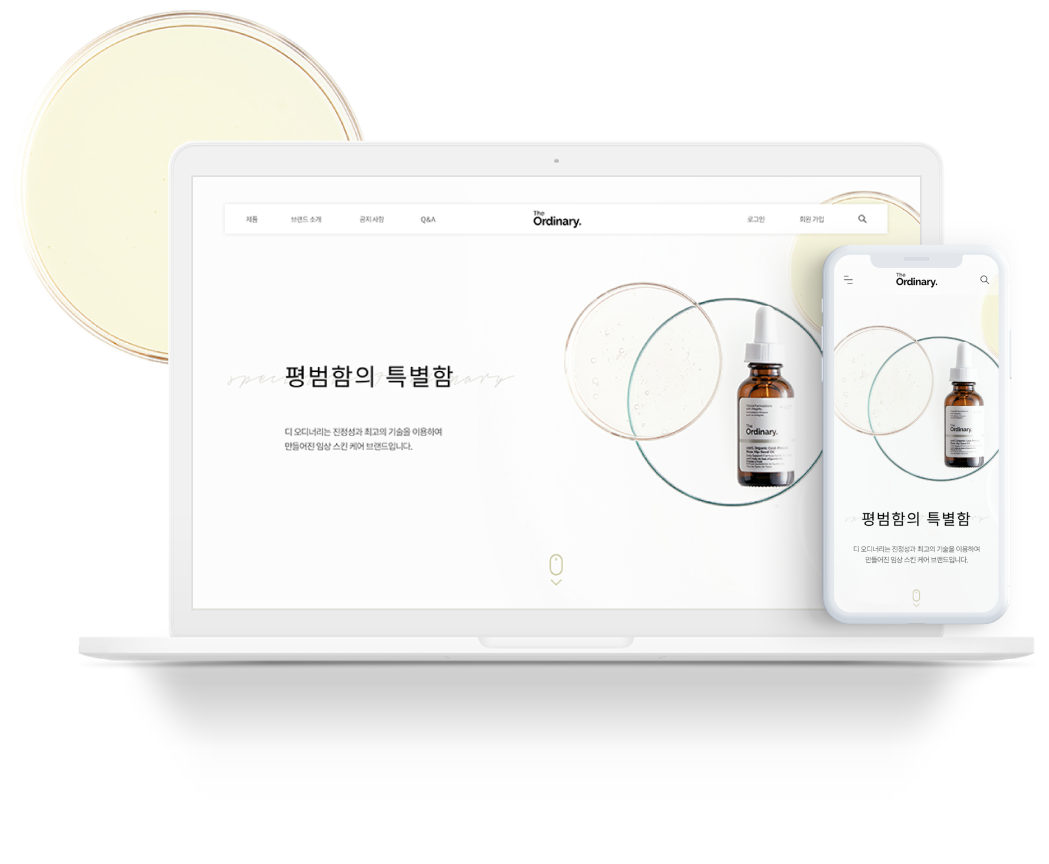 제품 브랜드 소개 공지 사항 Q&A
The
Ordinary.
로그인 회원 가입
평범함의 특별함
디 오디너리는 진정성과 최고의 기술을 이용하여
만들어진 임상 스킨 케어 브랜드입니다.
The
Ordinary.
The
Ordinary.
평범함의 특별함
디 오디너리는 진정성과 최고의 기술을 이용하여
만들어진 임상 스킨 케어 브랜드입니다.
The
Ordinary.